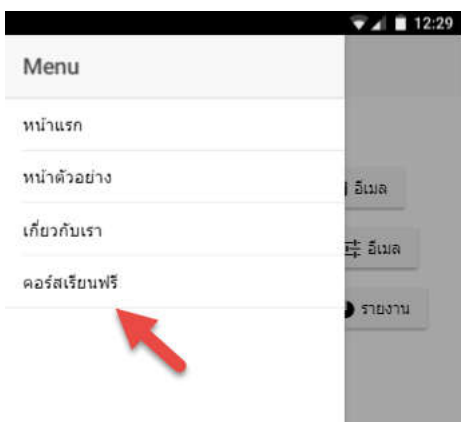 12:29
Menu
หน้าแรก
หน้าตัวอย่าง
อีเมล
เกี่ยวกับเรา
อีเมล
คอร์สเรียนฟรี
รายงาน